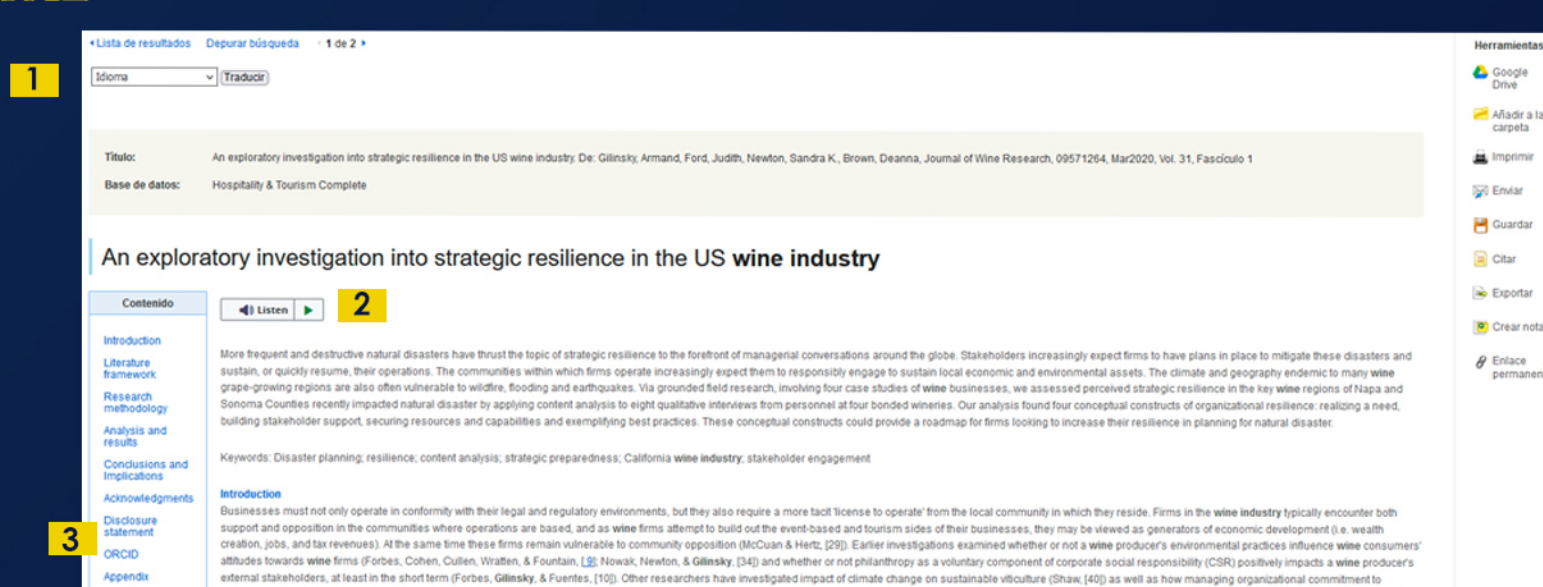 Lista de resultados Depurar búsqueda 1 de 2
1
Idioma Traducir
Título: An exploratory investigation into strategic resilience in the US wine industry. De: Gilinsky, Armand, Ford, Judith, Newton, Sandra K., Brown, Deanna, Journal of Wine Research, 09571264, Mar2020, Vol. 31, Fascículo 1
Base de datos: Hospitality & Tourism Complete
An exploratory investigation into strategic resilience in the US wine industry
Contenido
Listen
2
Introduction
Literature
framework
Research
methodology
Analysis and
results
Conclusions and
Implications
Acknowledgments
Disclosure
statement
3
ORCID
Appendix
More frequent and destructive natural disasters have thrust the topic of strategic resilience to the forefront of managerial conversations around the globe. Stakeholders increasingly expect firms to have plans in place to mitigate these disasters and
sustain, or quickly resume, their operations. The communities within which firms operate increasingly expect them to responsibly engage to sustain local economic and environmental assets. The climate and geography endemic to many wine
grape-growing regions are also often vulnerable to wildfire, flooding and earthquakes. Via grounded field research, involving four case studies of wine businesses, we assessed perceived strategic resilience in the key wine regions of Napa and
Sonoma Counties recently impacted natural disaster by applying content analysis to eight qualitative interviews from personnel at four bonded wineries. Our analysis found four conceptual constructs of organizational resilience: realizing a need,
building stakeholder support, securing resources and capabilities and exemplifying best practices. These conceptual constructs could provide a roadmap for firms looking to increase their resilience in planning for natural disaster.
Keywords: Disaster planning; resilience; content analysis; strategic preparedness; California wine industry; stakeholder engagement
Introduction
Businesses must not only operate in conformity with their legal and regulatory environments, but they also require a more tacit 'license to operate' from the local community in which they reside. Firms in the wine industry typically encounter both
support and opposition in the communities where operations are based, and as wine firms attempt to build out the event-based and tourism sides of their businesses, they may be viewed as generators of economic development (i.e. wealth
creation, jobs, and tax revenues). At the same time these firms remain vulnerable to community opposition (McCuan & Hertz, [29]). Earlier investigations examined whether or not a wine producer's environmental practices influence wine consumers'
attitudes towards wine firms (Forbes, Cohen, Cullen, Wratten, & Fountain, [9]; Nowak, Newton, & Gilinsky, [34]) and whether or not philanthropy as a voluntary component of corporate social responsibility (CSR) positively impacts a wine producer's
external stakeholders, at least in the short term (Forbes, Gilinsky, & Fuentes, [10]). Other researchers have investigated impact of climate change on sustainable viticulture (Shaw, [40]) as well as how managing organizational commitment to
Herramientas
Google
Drive
Añadir a la
carpeta
Imprimir
Enviar
Guardar
Citar
Exportar
Crear nota
Enlace
permanen